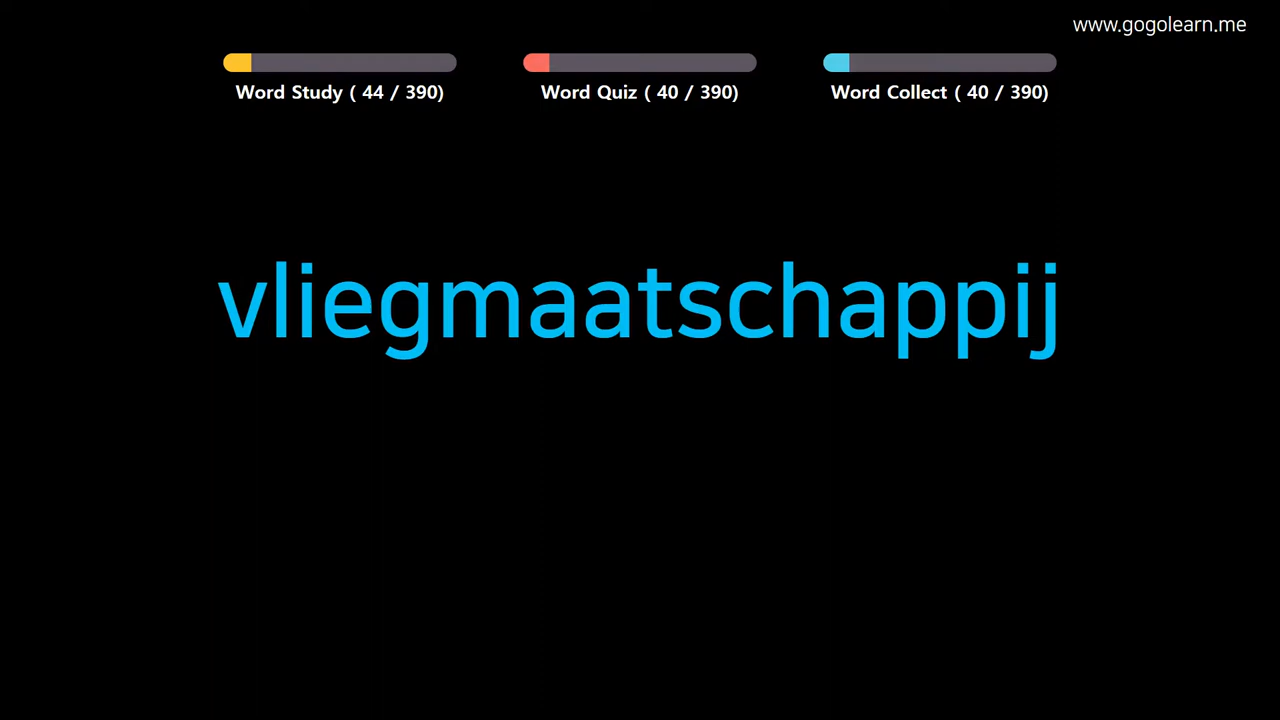 www.gogolearn.me
Word Study ( 44 / 390)
Word Quiz ( 40 / 390)
Word Collect ( 40 / 390)
vliegmaatschappij